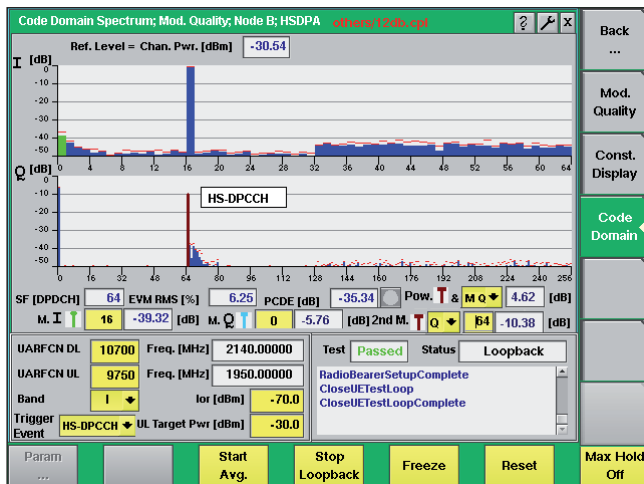 Code Domain Spectrum; Mod. Quality; Node B; HSDPA others/12db.cpl ? X
Ref. Level = Chan. Pwr. [dBm] -30.54
I [dB]
0
-10
-20
-30
-40
-50
0 4 8 12 16 20 24 28 32 36 40 44 48 52 56 60 64
Q [dB]
0
-10
-20
-30
-40
-50
HS-DPCCH
0 16 32 48 64 80 96 112 128 144 160 176 192 208 224 240 256
SF [DPDCH] 64 EVM RMS [%] 6.25 PCDE [dB] -35.34 Pow. & M Q 4.62 [dB]
M. I 16 -39.32 [dB] M. Q 0 -5.76 [dB] 2nd M. Q 64 -10.38 [dB]
UARFCN DL 10700 Freq. [MHz] 2140.00000
UARFCN UL 9750 Freq. [MHz] 1950.00000
Band I Ior [dBm] -70.0
Trigger Event HS-DPCCH UL Target Pwr [dBm] -30.0
Test Passed Status Loopback
RadioBearerSetupComplete
CloseUETestLoop
CloseUETestLoopComplete
Back
...
Mod.
Quality
Const.
Display
Code
Domain
Param
...
Start
Avg.
Stop
Loopback
Freeze
Reset
Max Hold
Off